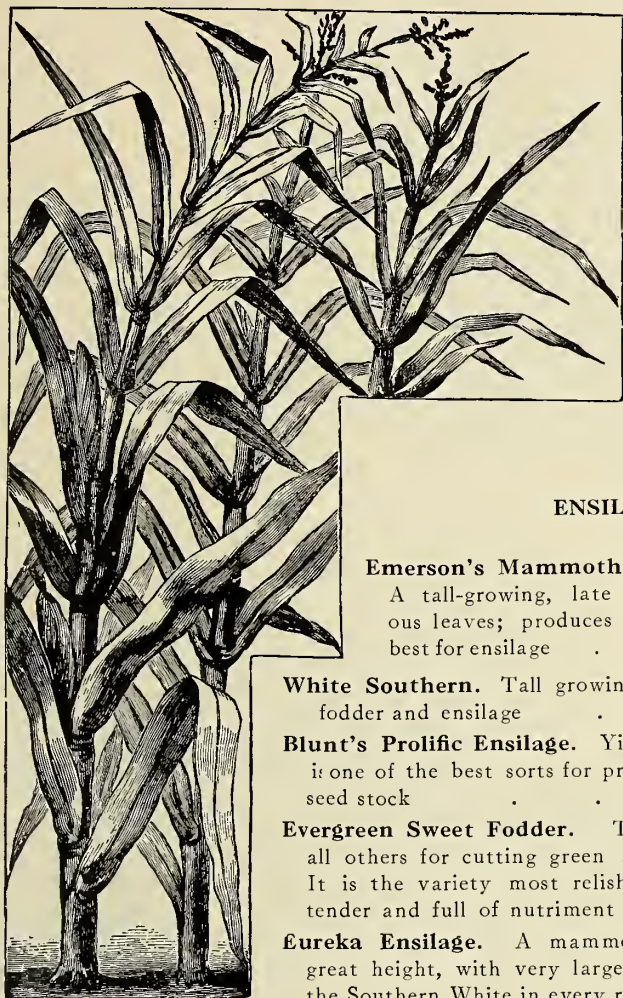 ENSIL
Emerson's Mammoth
A tall-growing, late
ous leaves; produces
best for ensilage .
White Southern. Tall growin
fodder and ensilage .
Blunt's Prolific Ensilage. Yi
is one of the best sorts for pr
seed stock . .
Evergreen Sweet Fodder. T
all others for cutting green
It is the variety most relish
tender and full of nutriment
Eureka Ensilage. A mamm
great height, with very large
the Southern White in every r